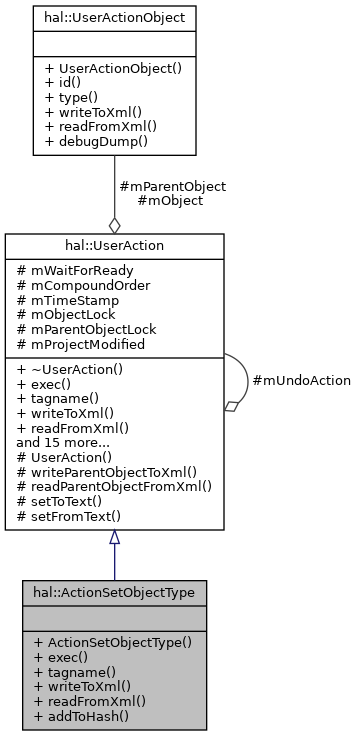 hal::UserActionObject
+ UserActionObject()
+ id()
+ type()
+ writeToXml()
+ readFromXml()
+ debugDump()
#mParentObject
#mObject
hal::UserAction
# mWaitForReady
# mCompoundOrder
# mTimeStamp
# mObjectLock
# mParentObjectLock
# mProjectModified
+ ~UserAction()
+ exec()
+ tagname()
+ writeToXml()
+ readFromXml()
and 15 more...
# UserAction()
# writeParentObjectToXml()
# readParentObjectFromXml()
# setToText()
# setFromText()
#mUndoAction
hal::ActionSetObjectType
+ ActionSetObjectType()
+ exec()
+ tagname()
+ writeToXml()
+ readFromXml()
+ addToHash()